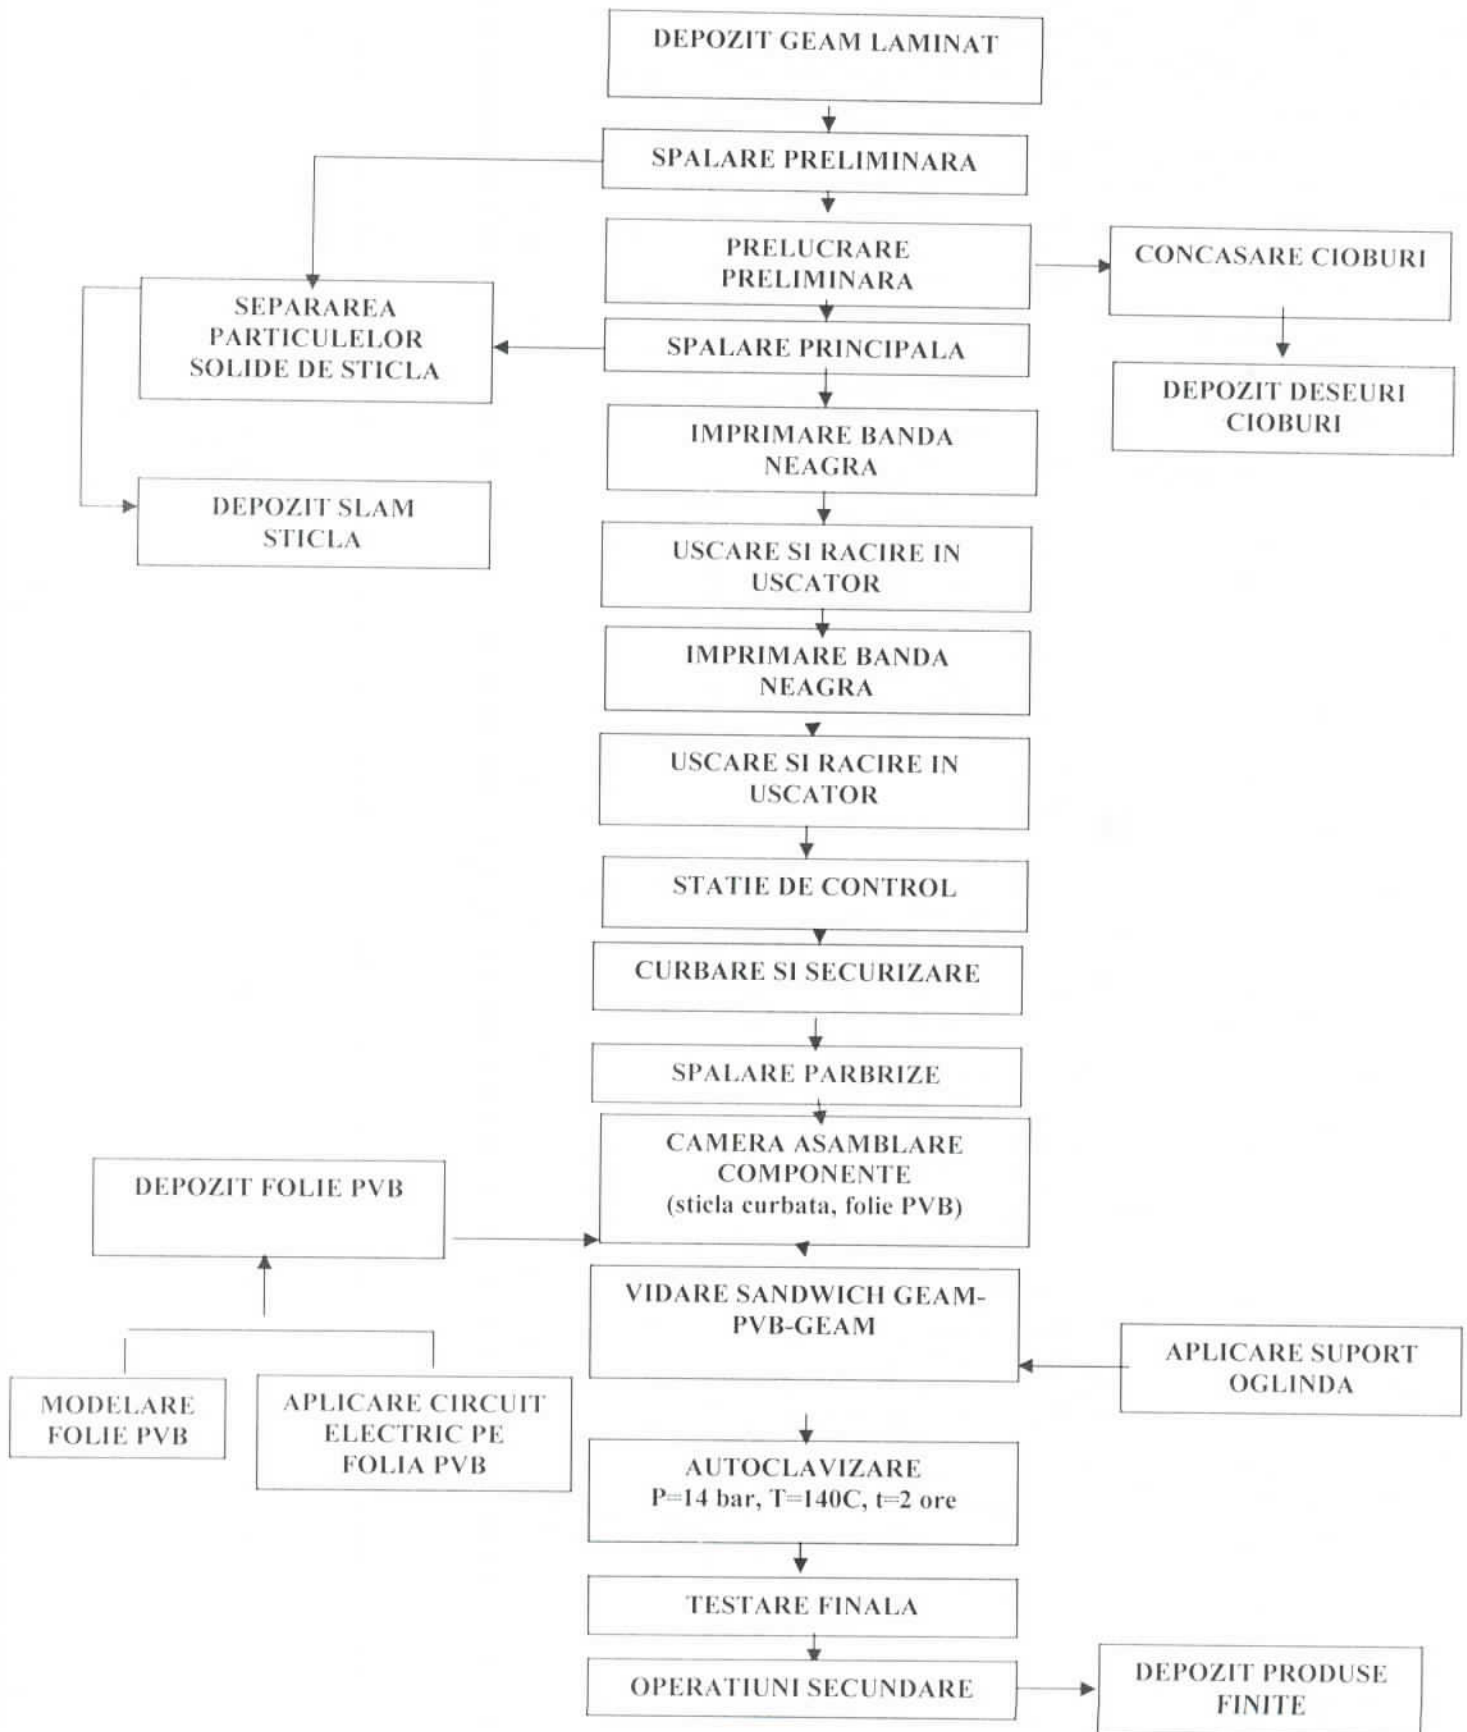 DEPOZIT GEAM LAMINAT
SPALARE PRELIMINARA
PRELUCRARE
PRELIMINARA
CONCASARE CIOBURI
SEPARAREA
PARTICULELOR
SOLIDE DE STICLA
SPALARE PRINCIPALA
DEPOZIT DESEURI
CIOBURI
IMPRIMARE BANDA
NEAGRA
DEPOZIT SLAM
STICLA
USCARE SI RACIRE IN
USCATOR
IMPRIMARE BANDA
NEAGRA
USCARE SI RACIRE IN
USCATOR
STATIE DE CONTROL
CURBARE SI SECURIZARE
SPALARE PARBRIZE
CAMERA ASAMBLARE
COMPONENTE
(sticla curbata, folie PVB)
DEPOZIT FOLIE PVB
VIDARE SANDWICH GEAM-
PVB-GEAM
APLICARE SUPORT
OGLINDA
MODELARE
FOLIE PVB
APLICARE CIRCUIT
ELECTRIC PE
FOLIA PVB
AUTOCLAVIZARE
P=14 bar, T=140C, t=2 ore
TESTARE FINALA
OPERATIUNI SECUNDARE
DEPOZIT PRODUSE
FINITE